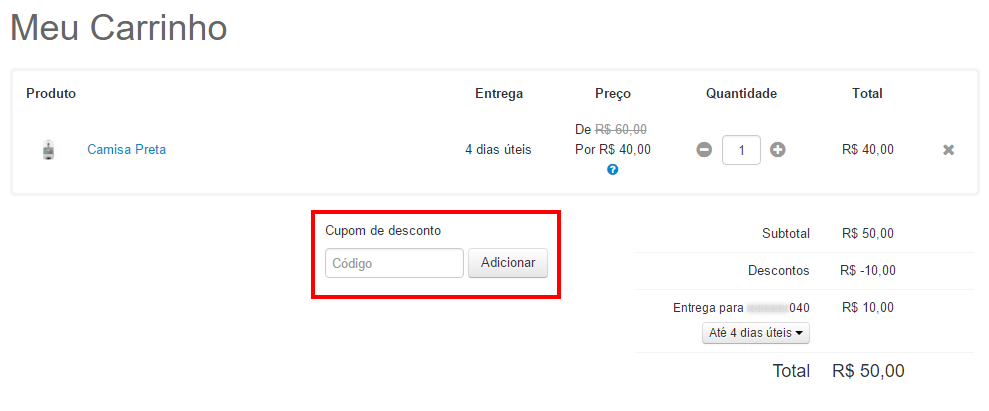 Meu Carrinho
Produto Entrega Preço Quantidade Total
De R$ 60,00
Camisa Preta 4 dias úteis Por R$ 40,00 1 R$ 40,00
?
Cupom de desconto
Código Adicionar
Subtotal R$ 50,00
Descontos R$ -10,00
Entrega para 040 R$ 10,00
Até 4 dias úteis
Total R$ 50,00